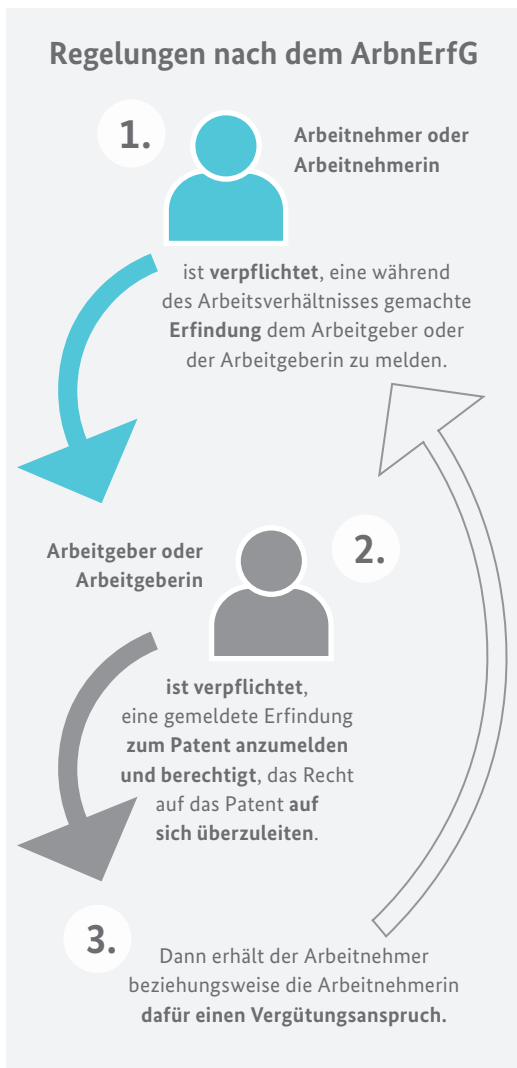 Regelungen nach dem ArbnErfG
1.
Arbeitnehmer oder
Arbeitnehmerin
ist verpflichtet, eine während
des Arbeitsverhältnisses gemachte
Erfindung dem Arbeitgeber oder
der Arbeitgeberin zu melden.
2.
Arbeitgeber oder
Arbeitgeberin
ist verpflichtet,
eine gemeldete Erfindung
zum Patent anzumelden
und berechtigt, das Recht
auf das Patent auf
sich überzuleiten.
3.
Dann erhält der Arbeitnehmer
beziehungsweise die Arbeitnehmerin
dafür einen Vergütungsanspruch.